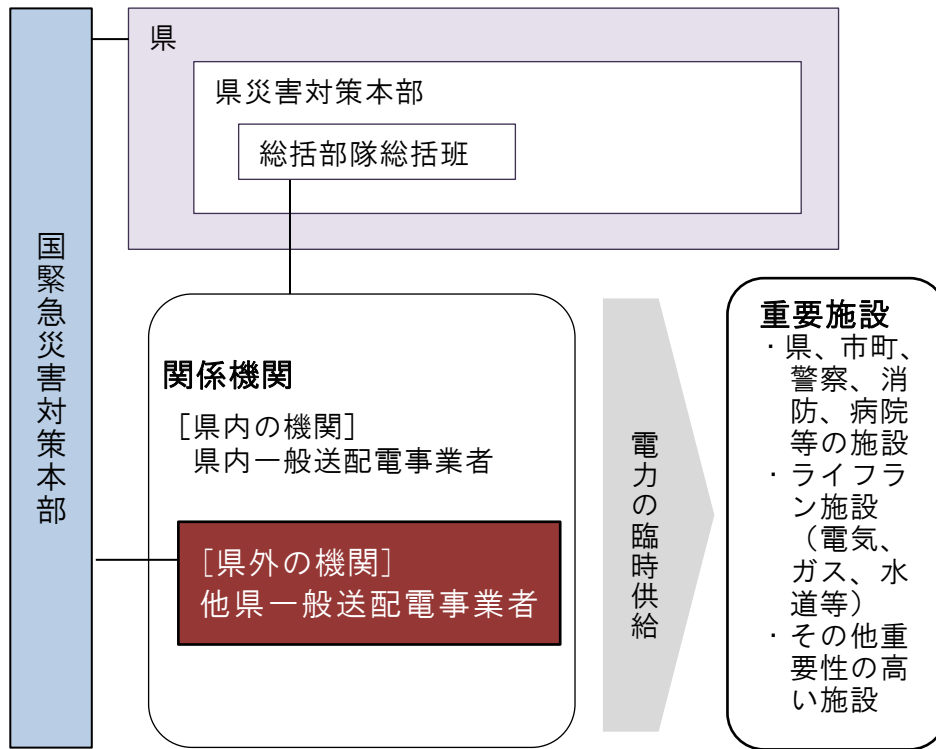 国緊急災害対策本部
県
県災害対策本部
総括部隊総括班
関係機関
［県内の機関］
県内一般送配電事業者
［県外の機関］
他県一般送配電事業者
電力の臨時供給
重要施設
・県、市町、
警察、消
防、病院
等の施設
・ライフラ
ン施設
（電気、
ガス、水
道等）
・その他重
要性の高
い施設